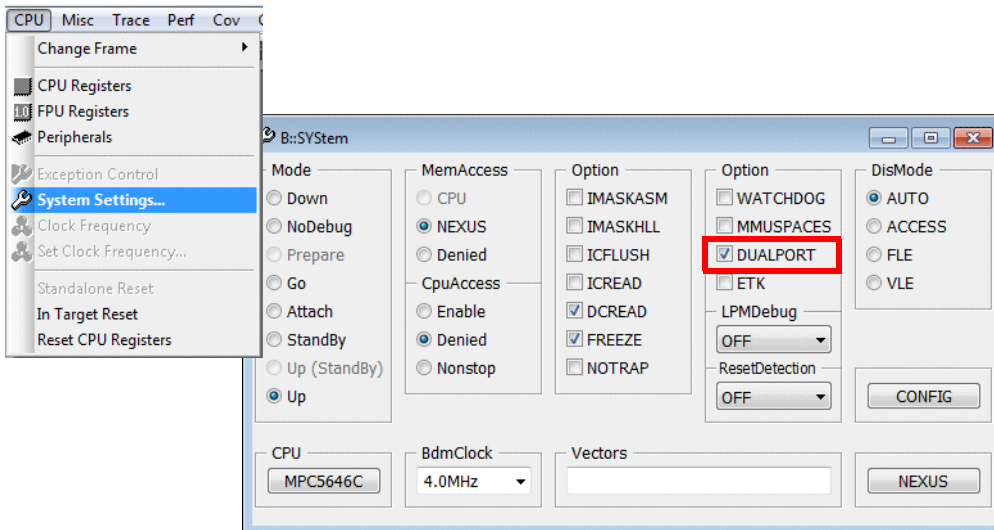 CPU Misc Trace Perf Cov
Change Frame
CPU Registers
1.0
FPU Registers
Peripherals
Exception Control
System Settings...
Clock Frequency
Set Clock Frequency...
Standalone Reset
In Target Reset
Reset CPU Registers
B::SYStem
Mode
Down
NoDebug
Prepare
Go
Attach
StandBy
Up (StandBy)
Up
MemAccess
CPU
NEXUS
Denied
CpuAccess
Enable
Denied
Nonstop
Option
IMASKASM
IMASKHLL
ICFLUSH
ICREAD
DCREAD
FREEZE
NOTRAP
Option
WATCHDOG
MMUSPACES
DUALPORT
ETK
LPMDebug
OFF
ResetDetection
OFF
DisMode
AUTO
ACCESS
FLE
VLE
CONFIG
CPU
MPC5646C
BdmClock
4.0MHz
Vectors
NEXUS